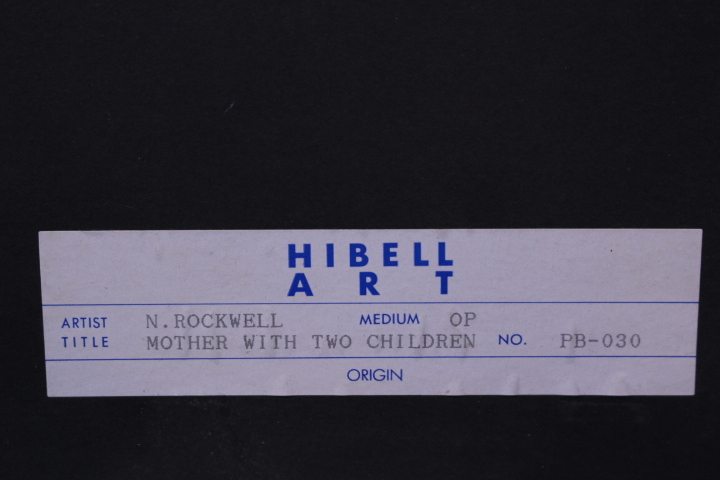 HIBELL
ART
ARTIST N.ROCKWELL MEDIUM OP
TITLE MOTHER WITH TWO CHILDREN NO. PB-030
ORIGIN